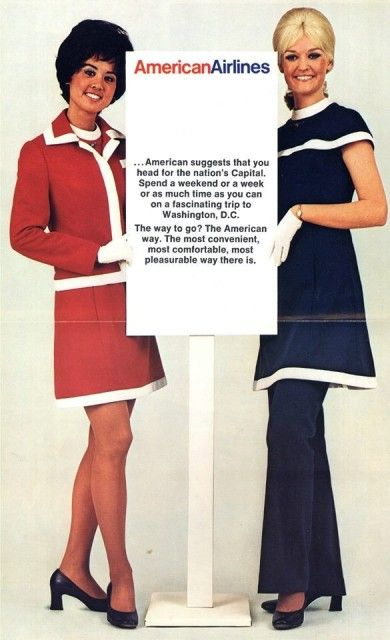 AmericanAirlines
...American suggests that you
head for the nation's Capital.
Spend a weekend or a week
or as much time as you can
on a fascinating trip to
Washington, D.C.
The way to go? The American
way. The most convenient,
most comfortable, most
pleasurable way there is.